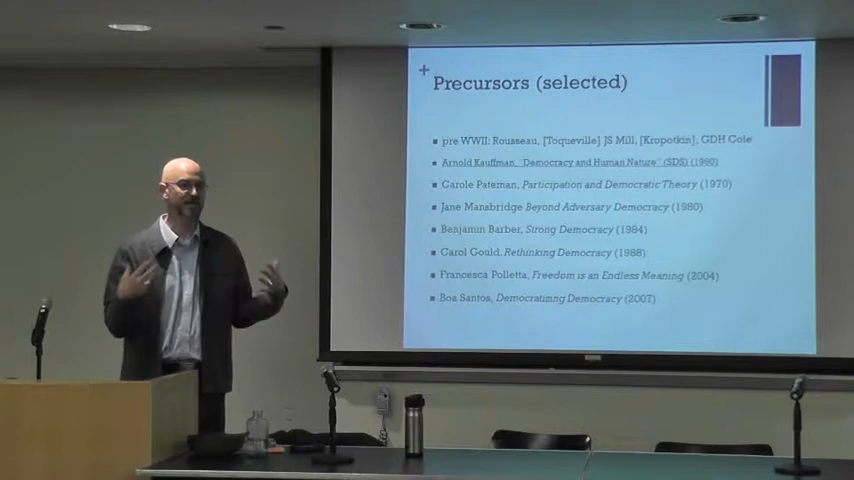 +
Precursors (selected)
pre WWII: Rousseau, [Toqueville] JS Mill, [Kropotkin], GDH Cole
Arnold Kauffman, "Democracy and Human Nature" (SDS) (1960)
Carole Pateman, Participation and Democratic Theory (1970)
Jane Mansbridge Beyond Adversary Democracy (1980)
Benjamin Barber, Strong Democracy (1984)
Carol Gould, Rethinking Democracy (1988)
Francesca Polletta, Freedom is an Endless Meaning (2004)
Boa Santos, Democratizing Democracy (2007)